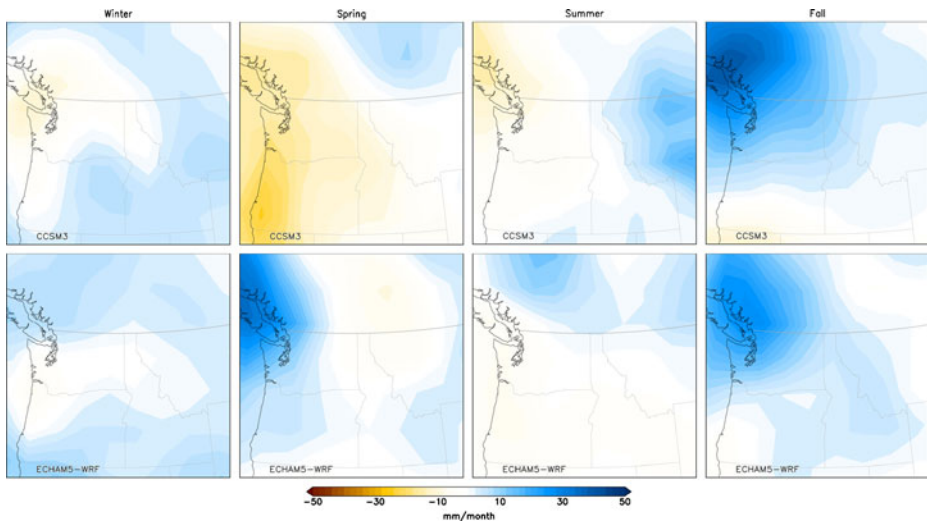 Winter Spring Summer Fall
CCSM3 CCSM3 CCSM3 CCSM3
ECHAM5-WRF ECHAM5-WRF ECHAM5-WRF ECHAM5-WRF
-50 -30 -10 10 30 50
mm/month